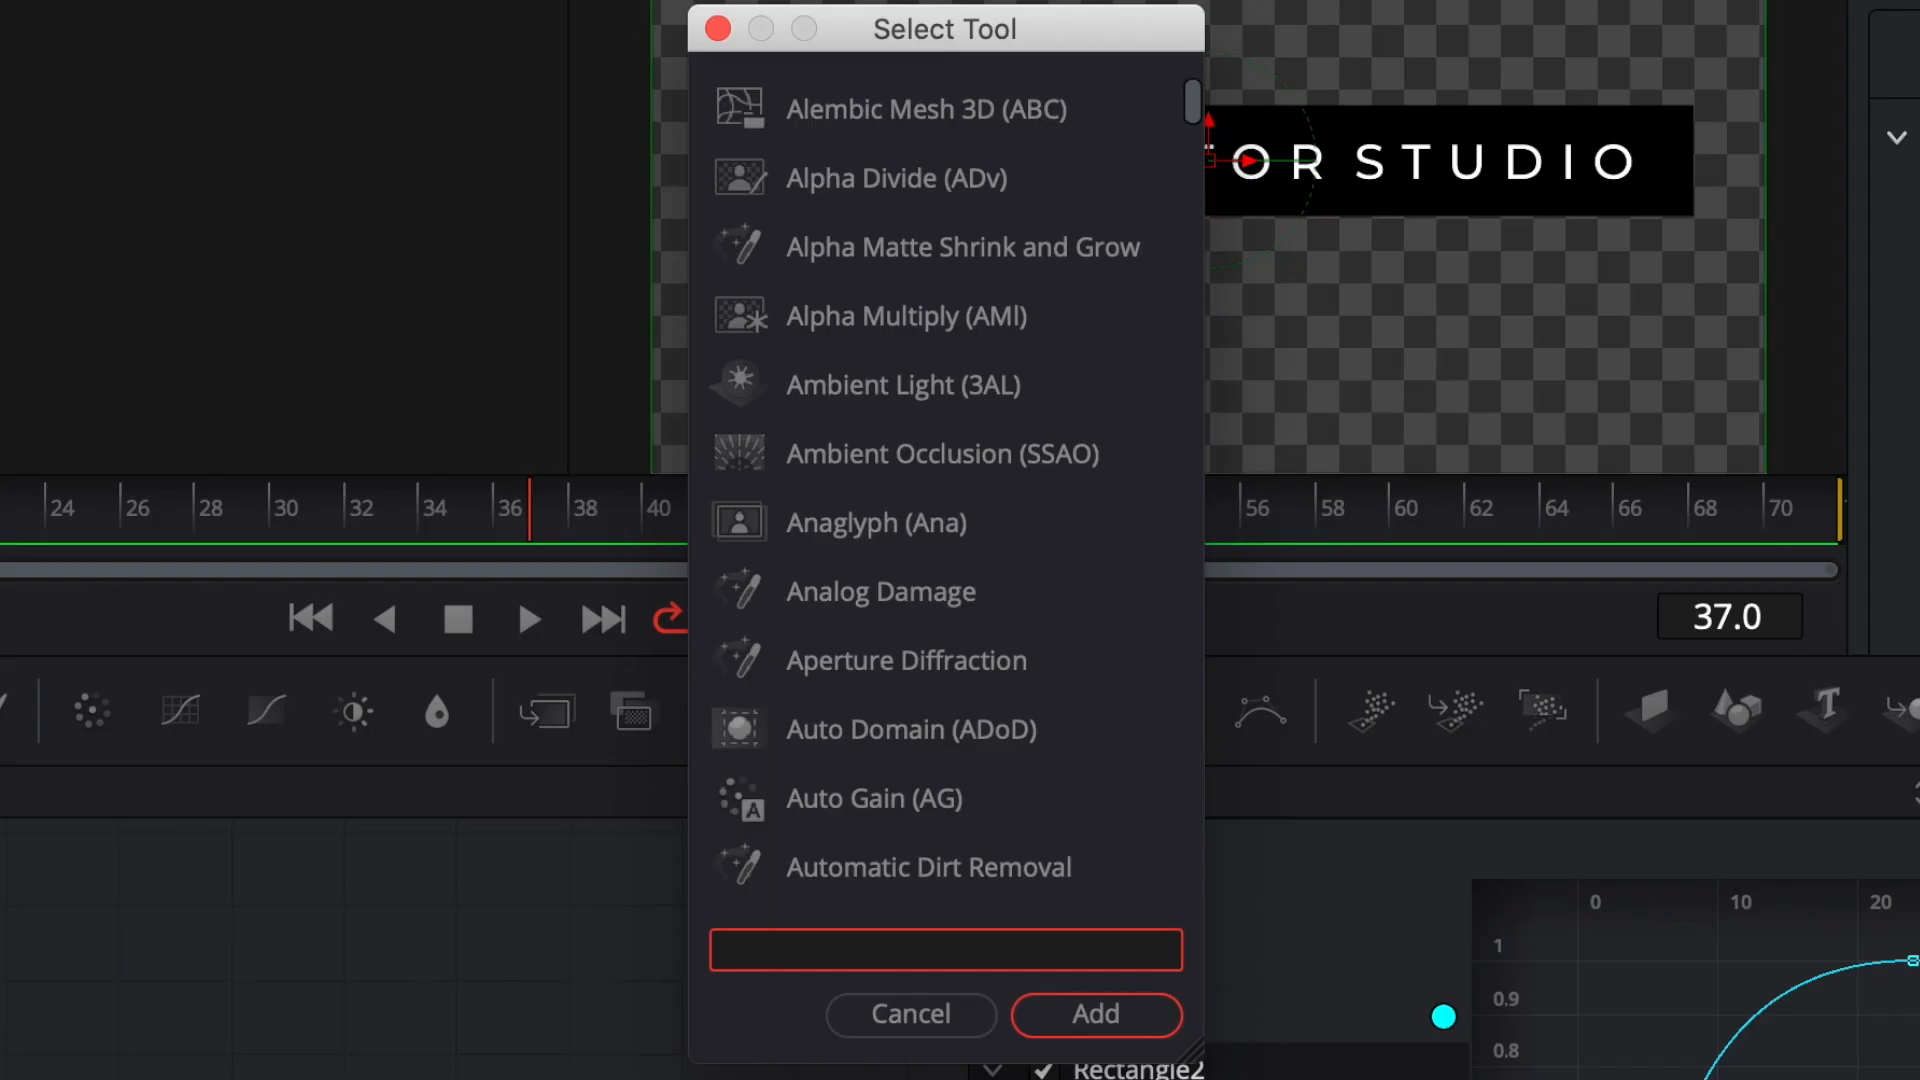 Select Tool
Alembic Mesh 3D (ABC)
Alpha Divide (ADv)
Alpha Matte Shrink and Grow
Alpha Multiply (AMl)
Ambient Light (3AL)
Ambient Occlusion (SSAO)
Anaglyph (Ana)
Analog Damage
Aperture Diffraction
Auto Domain (ADoD)
Auto Gain (AG)
Automatic Dirt Removal
Cancel Add
OR STUDIO
24 26 28 30 32 34 36 38 40 56 58 60 62 64 66 68 70
37.0
T
A
0 10 20
1
0.9
0.8
Rectangle2